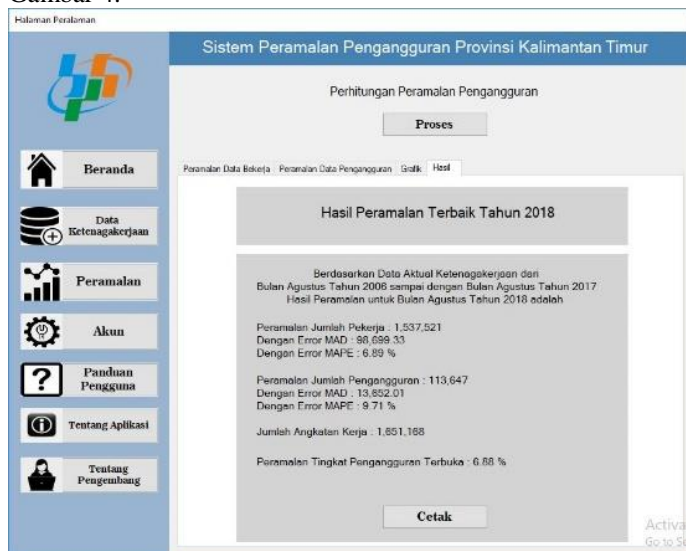 Gambar 4.
Halaman Peralaman
Sistem Peramalan Pengangguran Provinsi Kalimantan Timur
Perhitungan Peramalan Pengangguran
Proses
Beranda
Data
Ketenagakerjaan
Peramalan
Akun
Panduan
Pengguna
Tentang Aplikasi
Tentang
Pengembang
Peramalan Data Bekerja
Peramalan Data Pengangguran
Grafik
Hasil
Hasil Peramalan Terbaik Tahun 2018
Berdasarkan Data Aktual Ketenagakerjaan dari
Bulan Agustus Tahun 2006 sampai dengan Bulan Agustus Tahun 2017
Hasil Peramalan untuk Bulan Agustus Tahun 2018 adalah
Peramalan Jumlah Pekerja : 1,537,521
Dengan Error MAD : 98,699.33
Dengan Error MAPE : 6.89 %
Peramalan Jumlah Pengangguran : 113,647
Dengan Error MAD : 13,652.01
Dengan Error MAPE : 9.71 %
Jumlah Angkatan Kerja : 1,651,168
Peramalan Tingkat Pengangguran Terbuka : 6.88 %
Cetak
Activa
Go to Se